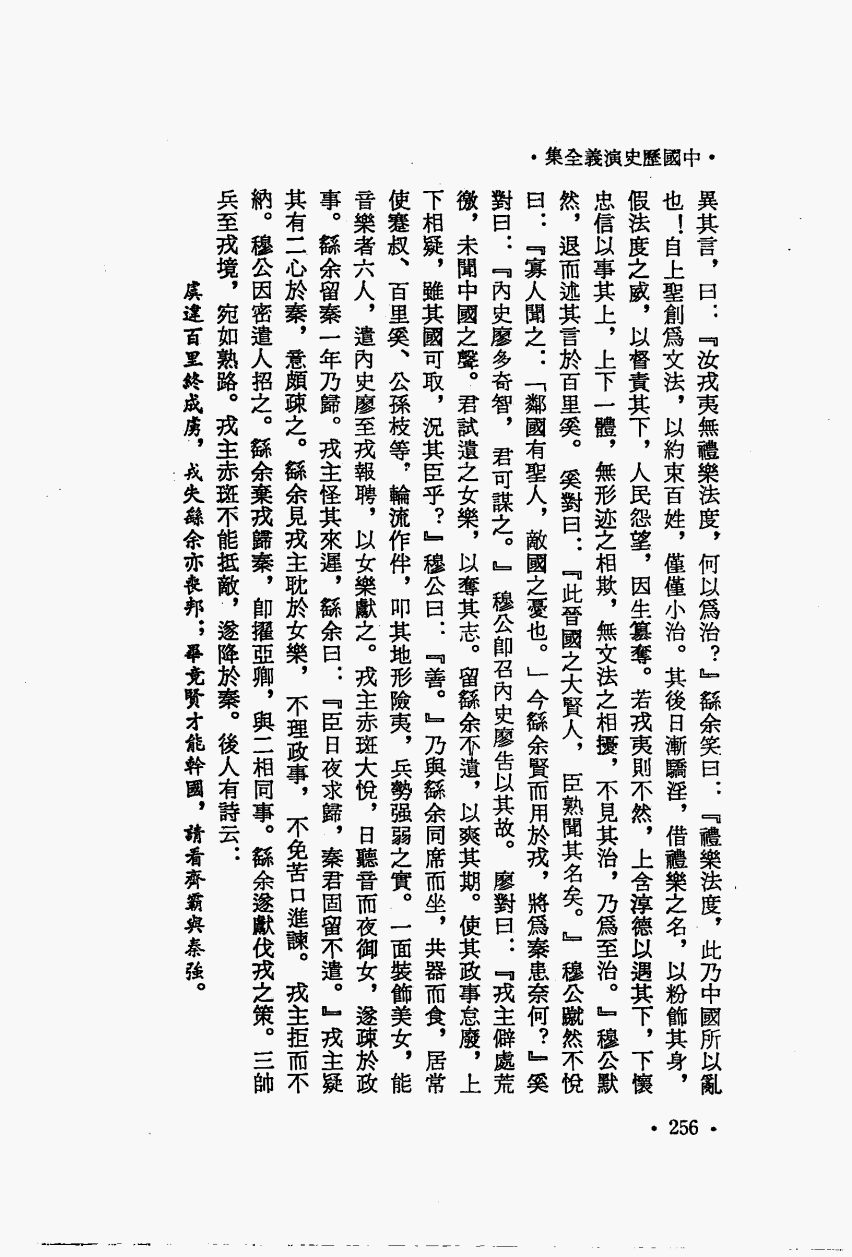 •中國歷史演義全集•
異其言，曰：『汝戎夷無禮樂法度，何以爲治？』繇余笑曰：『禮樂法度，此乃中國所以亂
也！自上聖創爲文法，以約束百姓，僅僅小治。其後日漸驕淫，借禮樂之名，以粉飾其身，
假法度之威，以督責其下，人民怨望，因生篡奪。若戎夷則不然，上含淳德以遇其下，下懷
忠信以事其上，上下一體，無形迹之相欺，無文法之相擾，不見其治，乃爲至治。』穆公默
然，退而述其言於百里奚。奚對曰：『此晉國之大賢人，臣熟聞其名矣。』穆公蹴然不悅
曰：『寡人聞之：「鄰國有聖人，敵國之憂也。」今繇余賢而用於戎，將爲秦患奈何？』奚
對曰：『內史廖多奇智，君可謀之。』穆公卽召內史廖告以其故。廖對曰：『戎主僻處荒
徼，未聞中國之聲。君試遺之女樂，以奪其志。留繇余不遣，以爽其期。使其政事怠廢，上
下相疑，雖其國可取，況其臣乎？』穆公曰：『善。』乃與繇余同席而坐，共器而食，居常
使蹇叔、百里奚、公孫枝等，輪流作伴，叩其地形險夷，兵勢强弱之實。一面裝飾美女，能
音樂者六人，遣內史廖至戎報聘，以女樂獻之。戎主赤斑大悅，日聽音而夜御女，遂疎於政
事。繇余留秦一年乃歸。戎主怪其來遲，繇余曰：『臣日夜求歸，秦君固留不遣。』戎主疑
其有二心於秦，意頗疎之。繇余見戎主耽於女樂，不理政事，不免苦口進諫。戎主拒而不
納。穆公因密遣人招之。繇余棄戎歸秦，卽擢亞卿，與二相同事。繇余遂獻伐戎之策。三帥
兵至戎境，宛如熟路。戎主赤斑不能抵敵，遂降於秦。後人有詩云：
虞違百里終成虜，戎失繇余亦喪邦；畢竟賢才能幹國，請看齊霸與秦強。
•256•